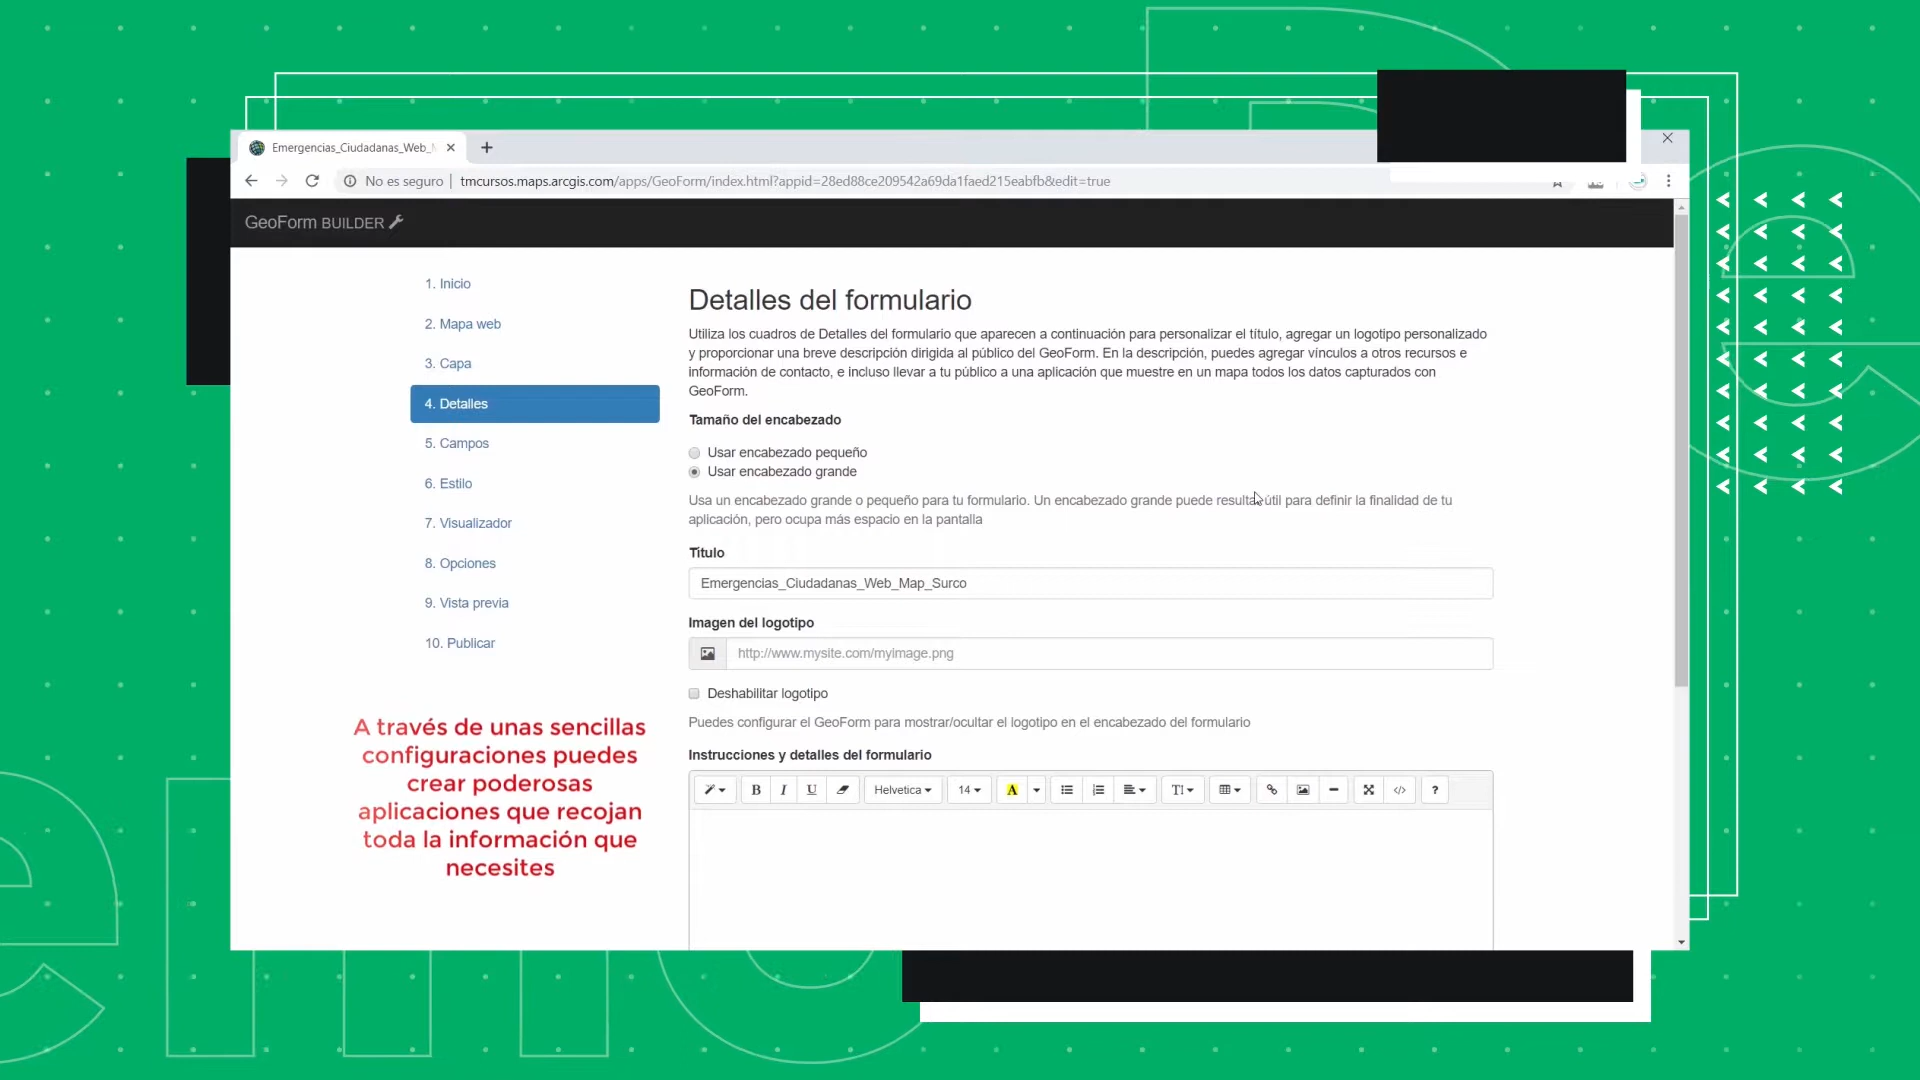 Emergencias_Ciudadanas_Web_M
No es seguro | tmcursos.maps.arcgis.com/apps/GeoForm/index.html?appid=28ed88ce209542a69da1faed215eabfb&edit=true
GeoForm BUILDER
1. Inicio
2. Mapa web
3. Capa
4. Detalles
5. Campos
6. Estilo
7. Visualizador
8. Opciones
9. Vista previa
10. Publicar
A través de unas sencillas
configuraciones puedes
crear poderosas
aplicaciones que recojan
toda la información que
necesites
Detalles del formulario
Utiliza los cuadros de Detalles del formulario que aparecen a continuación para personalizar el título, agregar un logotipo personalizado
y proporcionar una breve descripción dirigida al público del GeoForm. En la descripción, puedes agregar vínculos a otros recursos e
información de contacto, e incluso llevar a tu público a una aplicación que muestre en un mapa todos los datos capturados con
GeoForm.
Tamaño del encabezado
Usar encabezado pequeño
Usar encabezado grande
Usa un encabezado grande o pequeño para tu formulario. Un encabezado grande puede resultar útil para definir la finalidad de tu
aplicación, pero ocupa más espacio en la pantalla
Título
Emergencias_Ciudadanas_Web_Map_Surco
Imagen del logotipo
http://www.mysite.com/myimage.png
Deshabilitar logotipo
Puedes configurar el GeoForm para mostrar/ocultar el logotipo en el encabezado del formulario
Instrucciones y detalles del formulario
B I U Helvetica 14 A TI </> ?